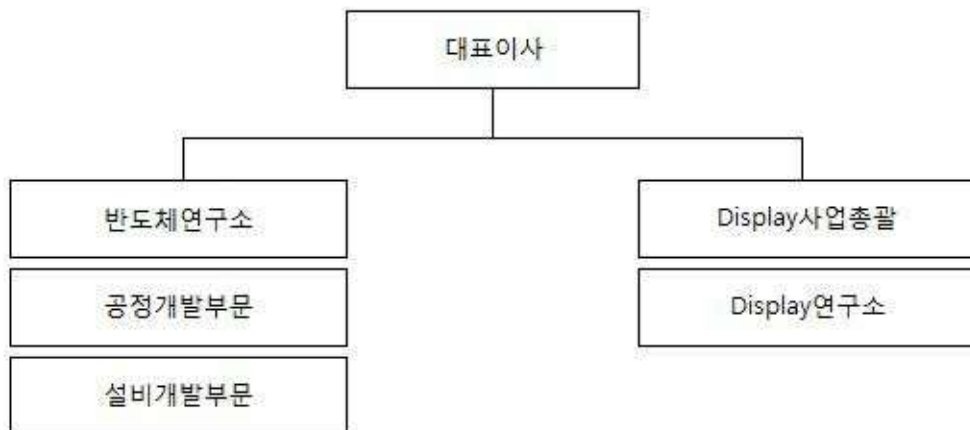 대표이사
반도체연구소
공정개발부문
설비개발부문
Display사업총괄
Display연구소